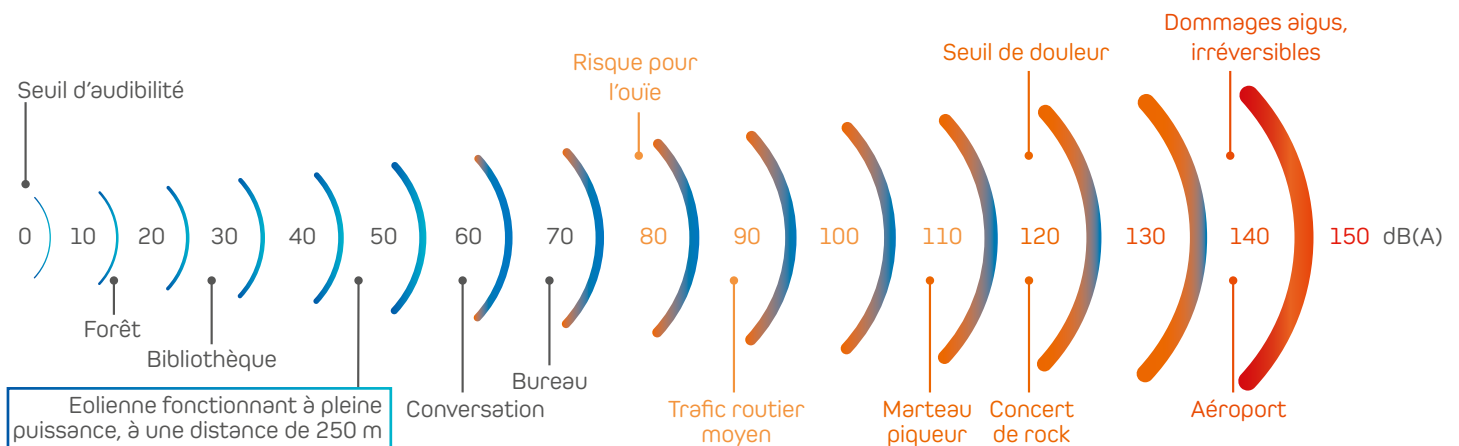 Dommages aigus,
irréversibles
Seuil de douleur
Risque pour
l'ouïe
Seuil d'audibilité
0 10 20 30 40 50 60 70 80 90 100 110 120 130 140 150 dB(A)
Forêt
Bibliothèque
Eolienne fonctionnant à pleine
puissance, à une distance de 250 m
Conversation
Bureau
Trafic routier
moyen
Marteau
piqueur
Concert
de rock
Aéroport